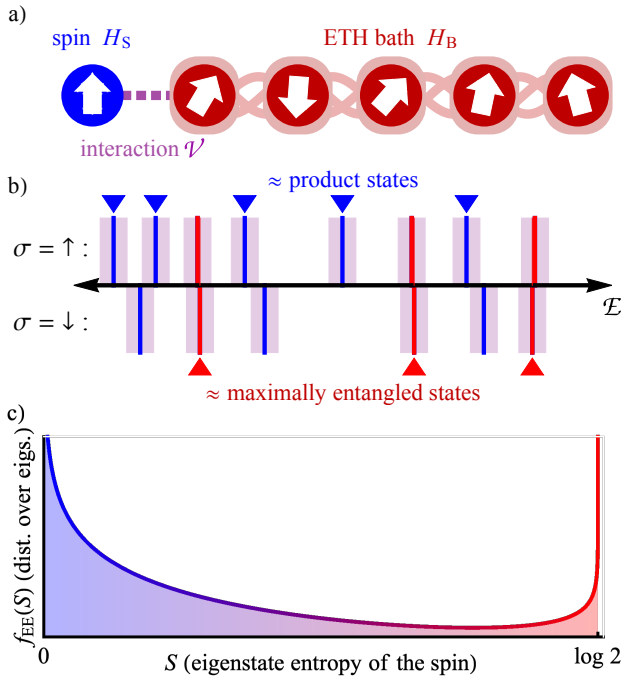 a)
spin H_S
ETH bath H_B
interaction 𝒱
b)
≈ product states
σ = ↑ :
ℰ
σ = ↓ :
≈ maximally entangled states
c)
f_EE(S) (dist. over eigs.)
0
S (eigenstate entropy of the spin)
log 2